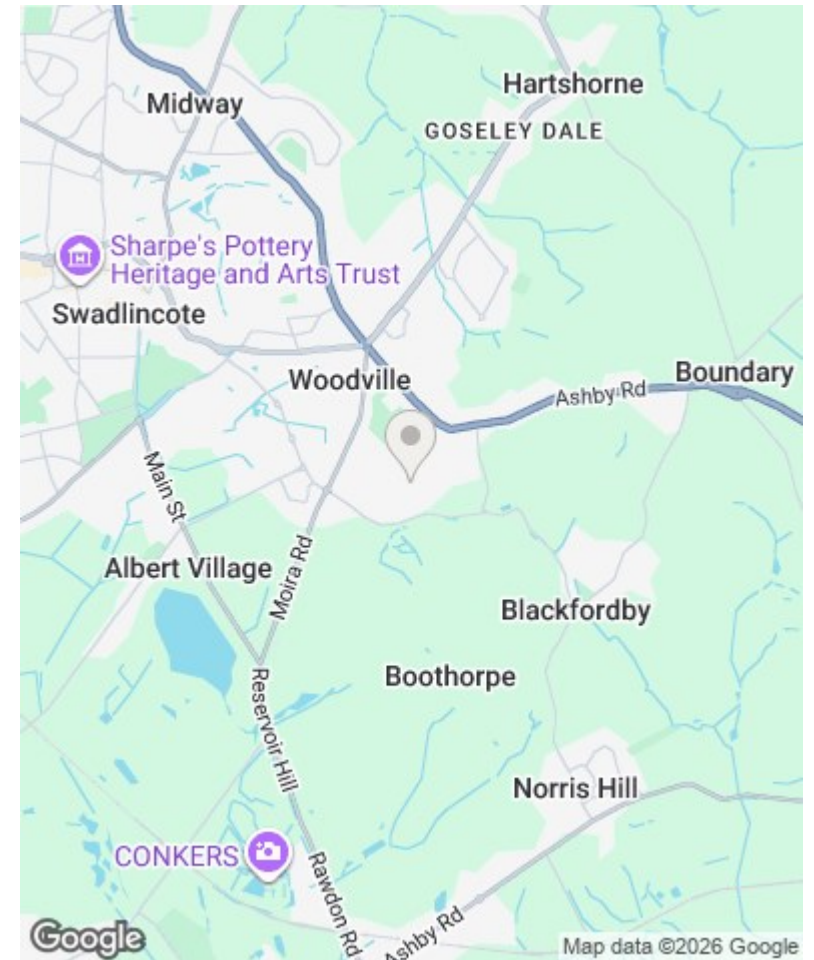 Hartshorne
Midway
GOSELEY DALE
Sharpe's Pottery
Heritage and Arts Trust
Swadlincote
Woodville
Boundary
Ashby Rd
Main St
Albert Village
Moira Rd
Blackfordby
Boothorpe
Reservoir Hill
Norris Hill
CONKERS
Rawdon Rd
Ashby Rd
Google
Map data ©2026 Google